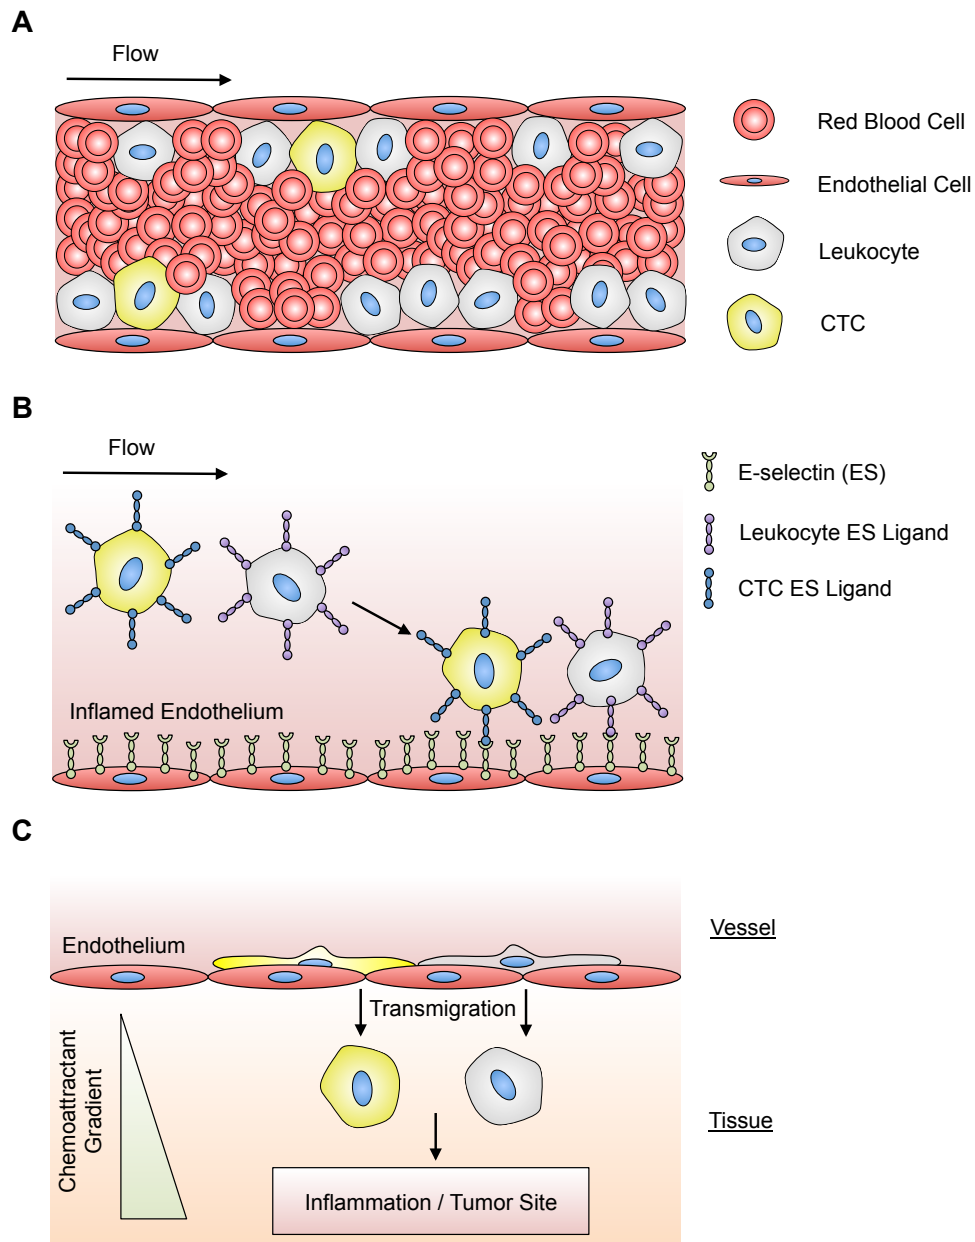 A
Flow
Red Blood Cell
Endothelial Cell
Leukocyte
CTC
B
Flow
E-selectin (ES)
Leukocyte ES Ligand
CTC ES Ligand
Inflamed Endothelium
C
Vessel
Endothelium
Transmigration
Chemoattractant
Gradient
Tissue
Inflammation / Tumor Site